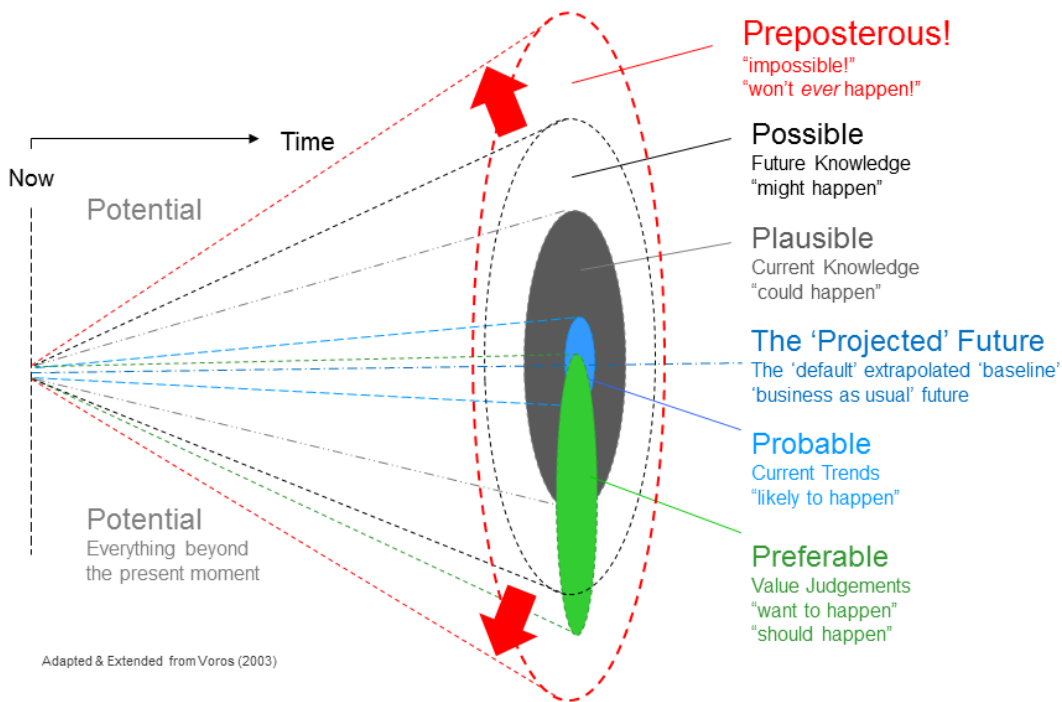 Time
Now
Potential
Potential
Everything beyond
the present moment
Adapted & Extended from Voros (2003)
Preposterous!
“impossible!”
“won’t ever happen!”
Possible
Future Knowledge
“might happen”
Plausible
Current Knowledge
“could happen”
The ‘Projected’ Future
The ‘default’ extrapolated ‘baseline’
‘business as usual’ future
Probable
Current Trends
“likely to happen”
Preferable
Value Judgements
“want to happen”
“should happen”